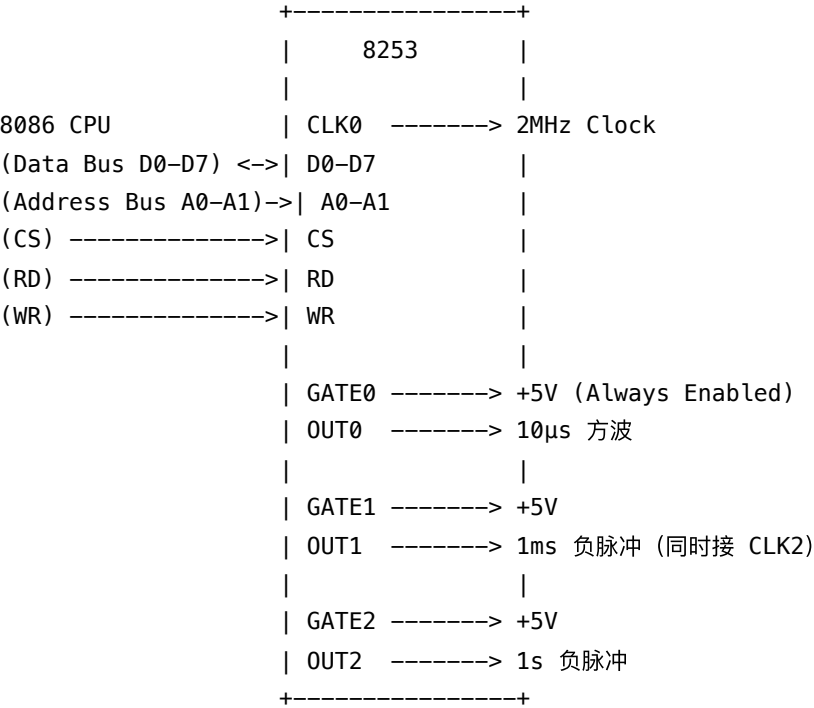 +----------------+
|     8253       |
|                |
8086 CPU            | CLK0  -------> 2MHz Clock
(Data Bus D0-D7) <->| D0-D7          |
(Address Bus A0-A1)->| A0-A1         |
(CS) -------------->| CS             |
(RD) -------------->| RD             |
(WR) -------------->| WR             |
|                |
| GATE0 -------> +5V (Always Enabled)
| OUT0  -------> 10μs 方波
|                |
| GATE1 -------> +5V
| OUT1  -------> 1ms 负脉冲（同时接 CLK2）
|                |
| GATE2 -------> +5V
| OUT2  -------> 1s 负脉冲
+----------------+